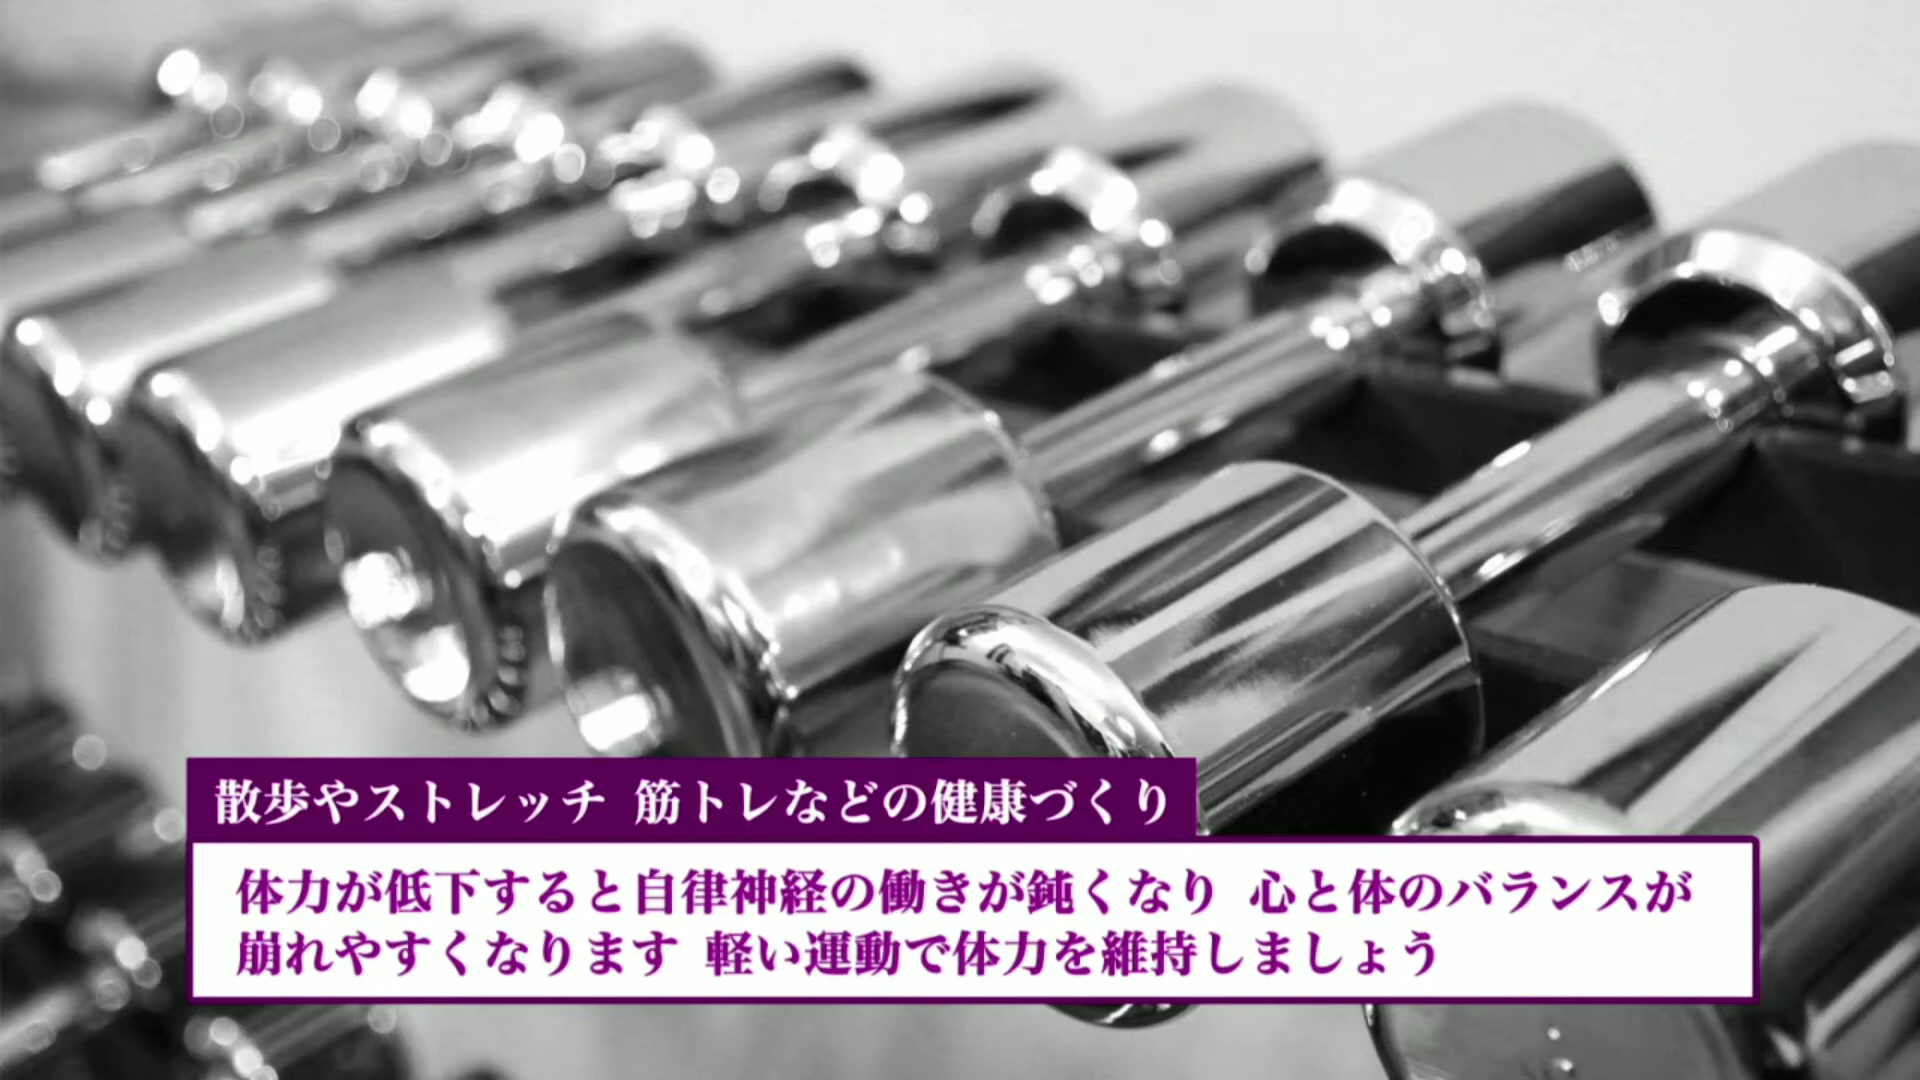 散歩やストレッチ 筋トレなどの健康づくり
体力が低下すると自律神経の働きが鈍くなり 心と体のバランスが
崩れやすくなります 軽い運動で体力を維持しましょう